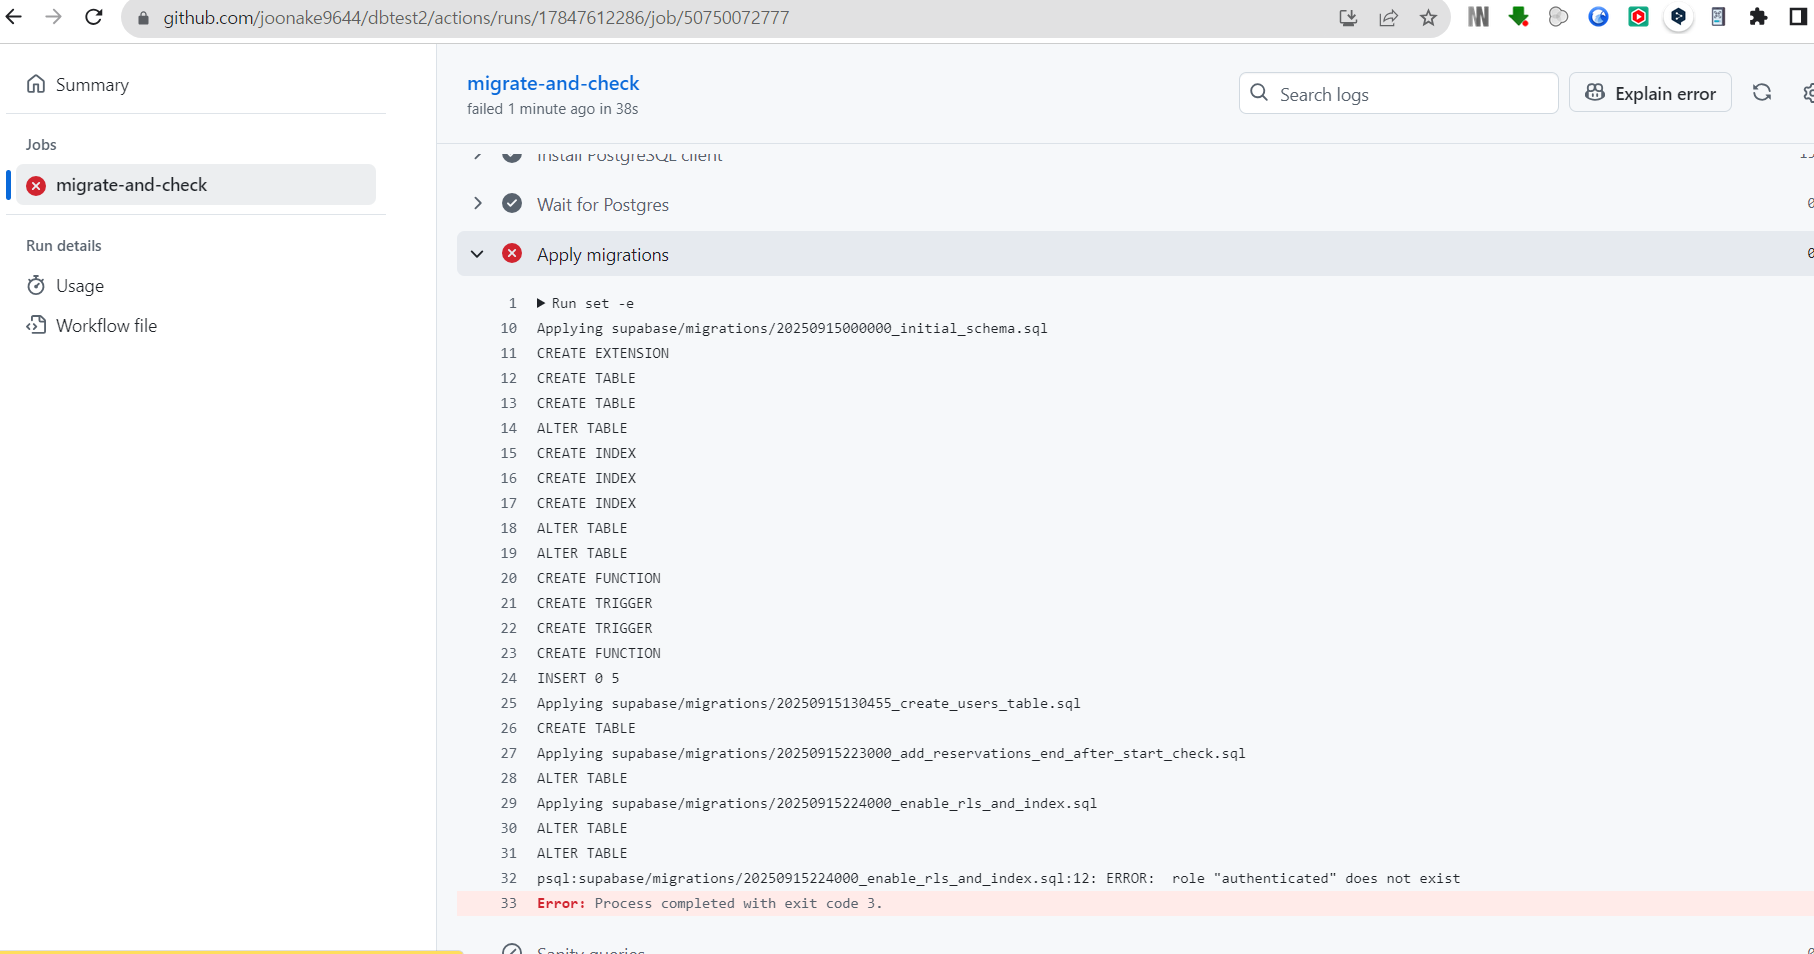 github.com/joonake9644/dbtest2/actions/runs/17847612286/job/50750072777
Summary
Jobs
migrate-and-check
Run details
Usage
Workflow file
migrate-and-check
failed 1 minute ago in 38s
Search logs
Explain error
Install PostgreSQL client
Wait for Postgres
Apply migrations
1 Run set -e
10 Applying supabase/migrations/20250915000000_initial_schema.sql
11 CREATE EXTENSION
12 CREATE TABLE
13 CREATE TABLE
14 ALTER TABLE
15 CREATE INDEX
16 CREATE INDEX
17 CREATE INDEX
18 ALTER TABLE
19 ALTER TABLE
20 CREATE FUNCTION
21 CREATE TRIGGER
22 CREATE TRIGGER
23 CREATE FUNCTION
24 INSERT 0 5
25 Applying supabase/migrations/20250915130455_create_users_table.sql
26 CREATE TABLE
27 Applying supabase/migrations/20250915223000_add_reservations_end_after_start_check.sql
28 ALTER TABLE
29 Applying supabase/migrations/20250915224000_enable_rls_and_index.sql
30 ALTER TABLE
31 ALTER TABLE
32 psql:supabase/migrations/20250915224000_enable_rls_and_index.sql:12: ERROR:  role "authenticated" does not exist
33 Error: Process completed with exit code 3.
Sanity queries